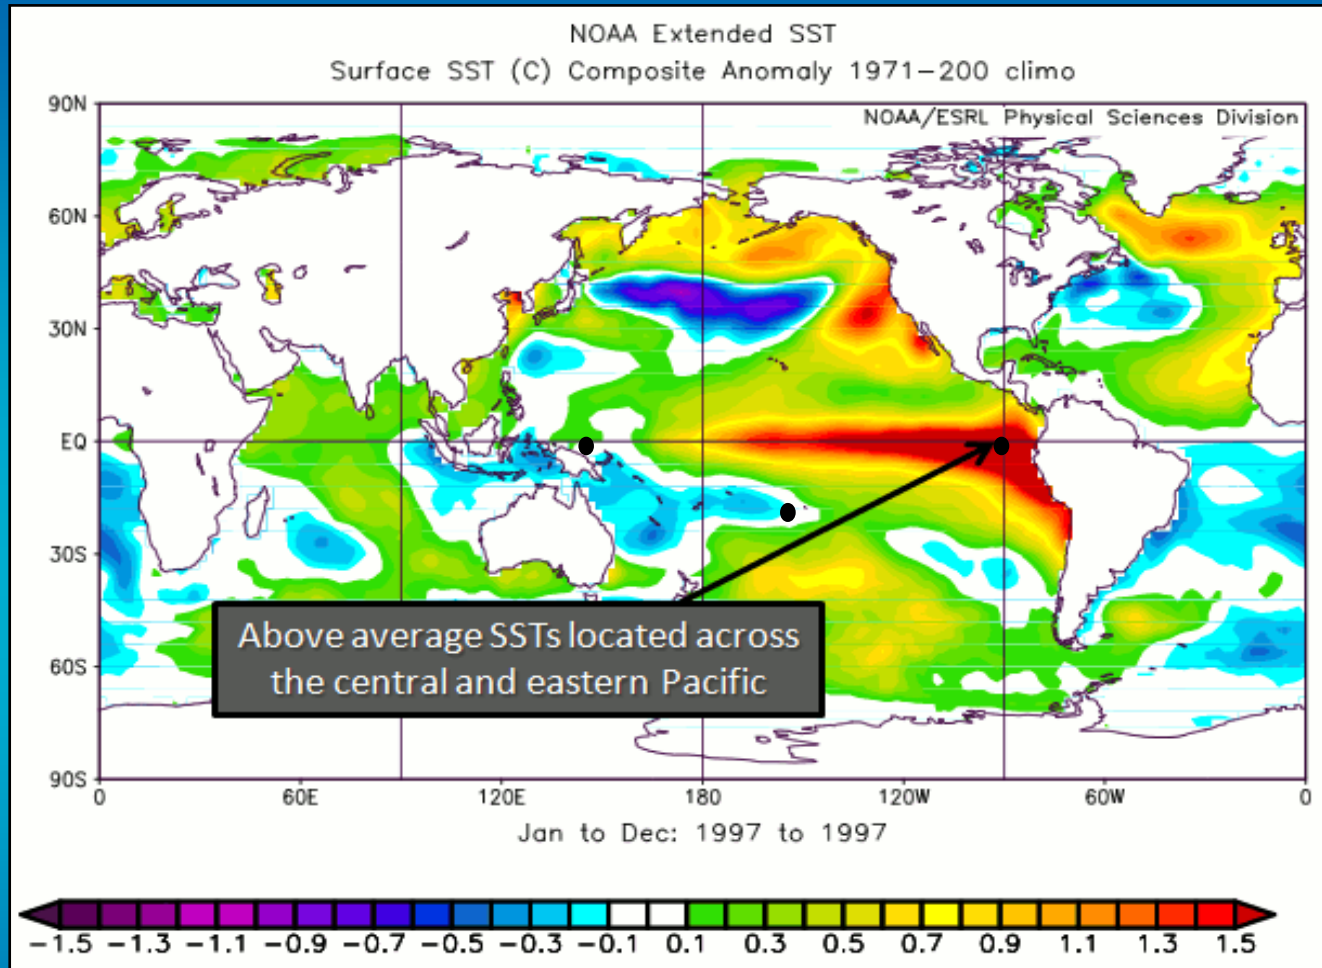 NOAA Extended SST
Surface SST (C) Composite Anomaly 1971-200 climo
NOAA/ESRL Physical Sciences Division
90N
60N
30N
EQ
30S
60S
90S
Above average SSTs located across
the central and eastern Pacific
0 60E 120E 180 120W 60W 0
Jan to Dec: 1997 to 1997
-1.5 -1.3 -1.1 -0.9 -0.7 -0.5 -0.3 -0.1 0.1 0.3 0.5 0.7 0.9 1.1 1.3 1.5